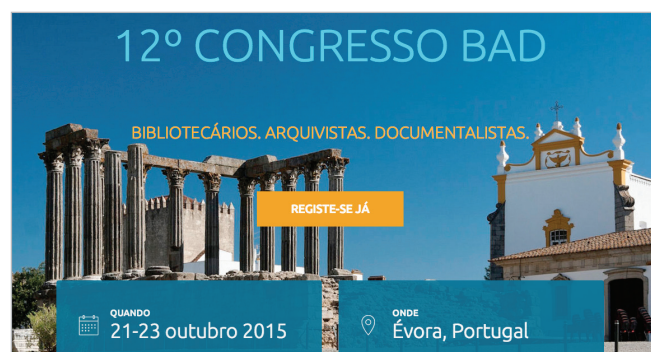 12º CONGRESSO BAD
BIBLIOTECÁRIOS. ARQUIVISTAS. DOCUMENTALISTAS.
REGISTE-SE JÁ
QUANDO
21-23 outubro 2015
ONDE
Évora, Portugal